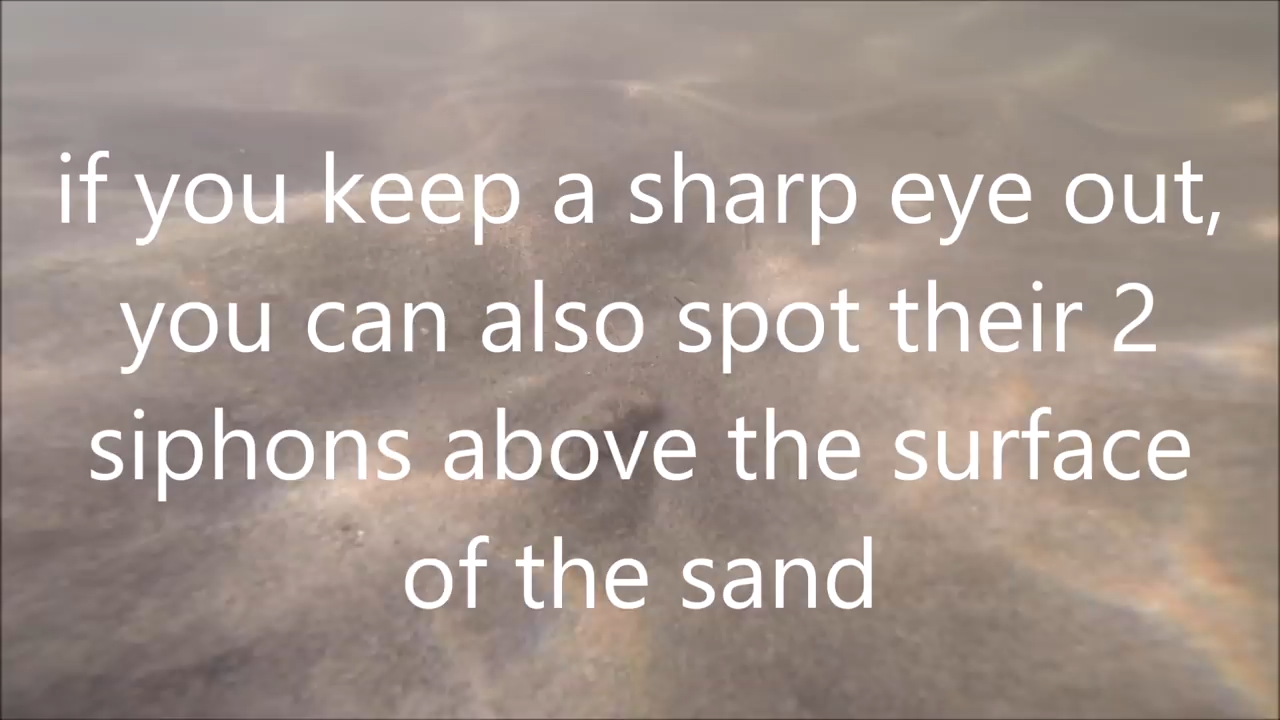 if you keep a sharp eye out,
you can also spot their 2
siphons above the surface
of the sand